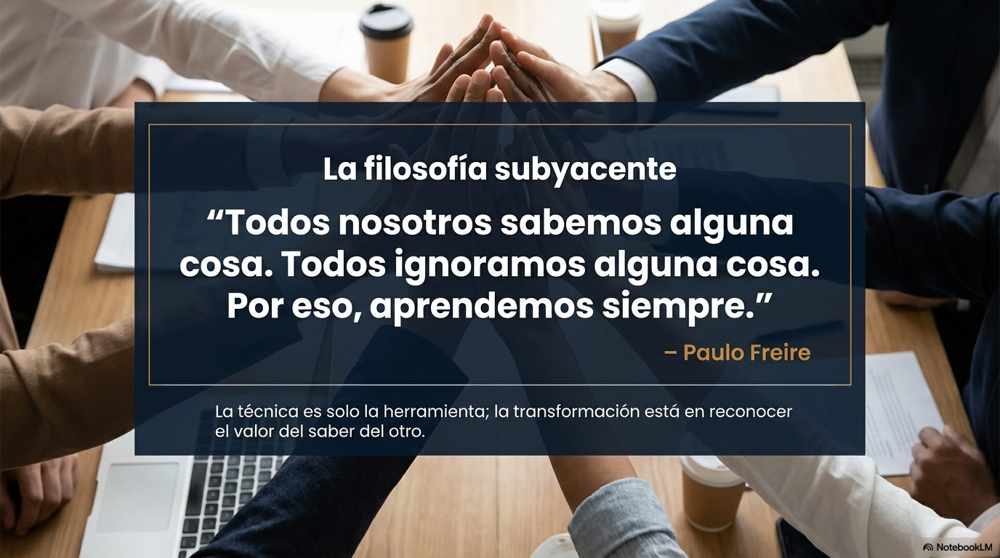 La filosofía subyacente
“Todos nosotros sabemos alguna
cosa. Todos ignoramos alguna cosa.
Por eso, aprendemos siempre.”
– Paulo Freire
La técnica es solo la herramienta; la transformación está en reconocer
el valor del saber del otro.
NotebookLM